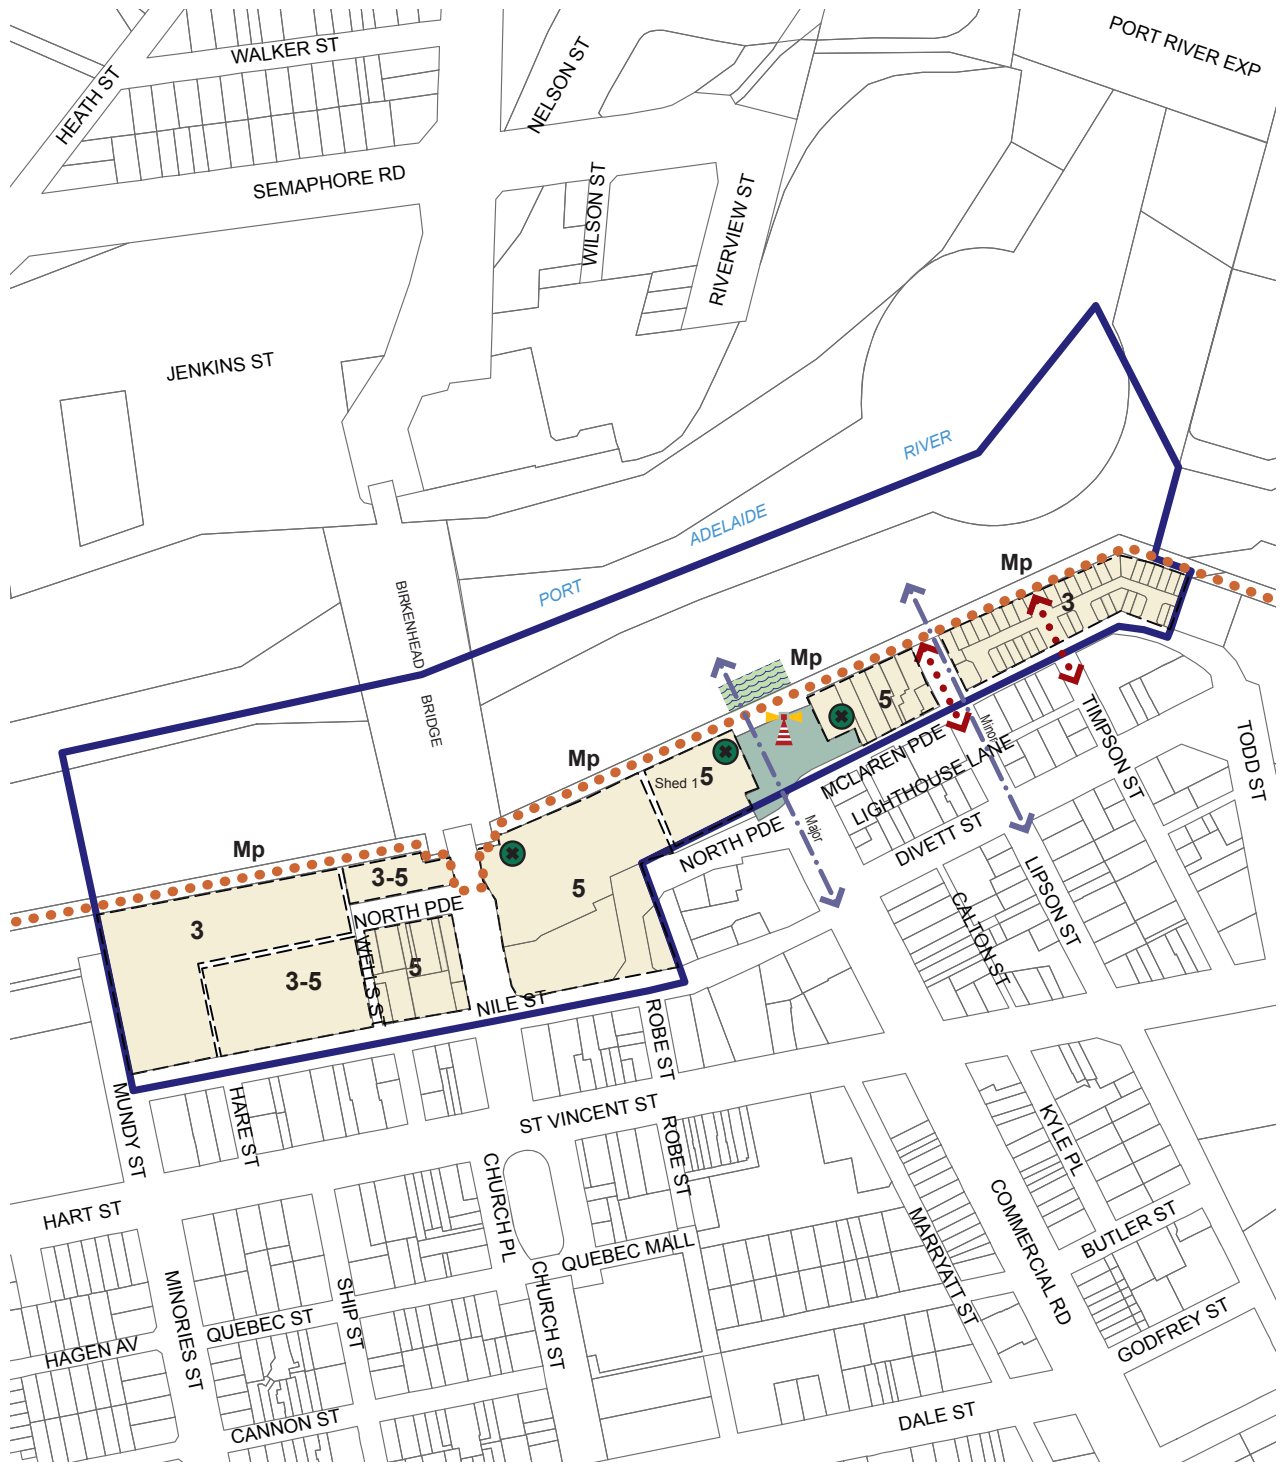 WALKER ST
PORT RIVER EXP
HEATH ST
NELSON ST
SEMAPHORE RD
WILSON ST
RIVERVIEW ST
JENKINS ST
RIVER
ADELAIDE
PORT
BIRKENHEAD
BRIDGE
Mp
3
Mp
5
Mp
Shed 1
5
MCLAREN PDE
Minor
LIGHTHOUSE LANE
TIMPSON ST
TODD ST
NORTH PDE
Major
DIVETT ST
Mp
3-5
5
3
NORTH PDE
WELLS ST
5
3-5
NILE ST
CALTON ST
LIPSON ST
ROBE ST
MUNDY ST
HARE ST
ST VINCENT ST
ROBE ST
KYLE PL
HART ST
CHURCH PL
QUEBEC MALL
MARRYATT ST
COMMERCIAL RD
BUTLER ST
MINORIES ST
SHIP ST
CHURCH ST
QUEBEC ST
HAGEN AV
GODFREY ST
CANNON ST
DALE ST